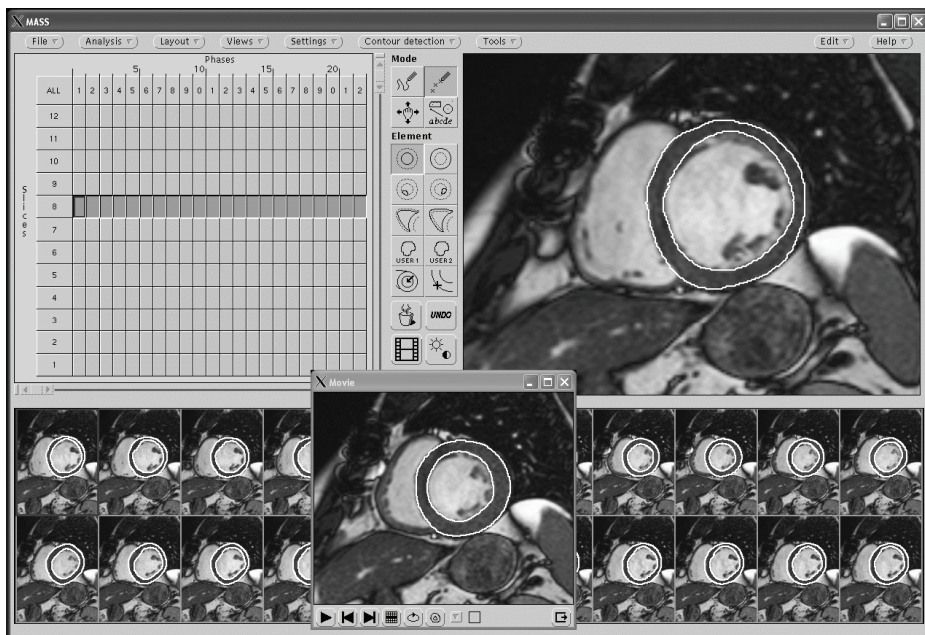 MASS
File Analysis Layout Views Settings Contour detection Tools Edit Help
Phases
5 10 15 20
ALL 1 2 3 4 5 6 7 8 9 0 1 2 3 4 5 6 7 8 9 0 1 2
12
11
10
9
8
7
6
5
4
3
2
1
Slices
Mode
abcde
Element
USER 1 USER 2
UNDO
Movie